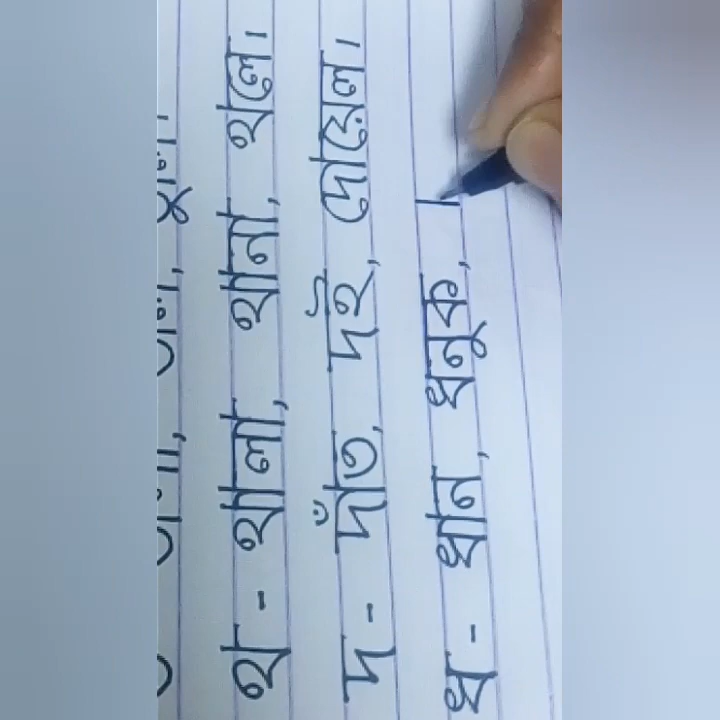 থ - থালা, থানা, থলে।
দ - দাঁত, দই, দোয়েল।
ধ - ধান, ধনুক,